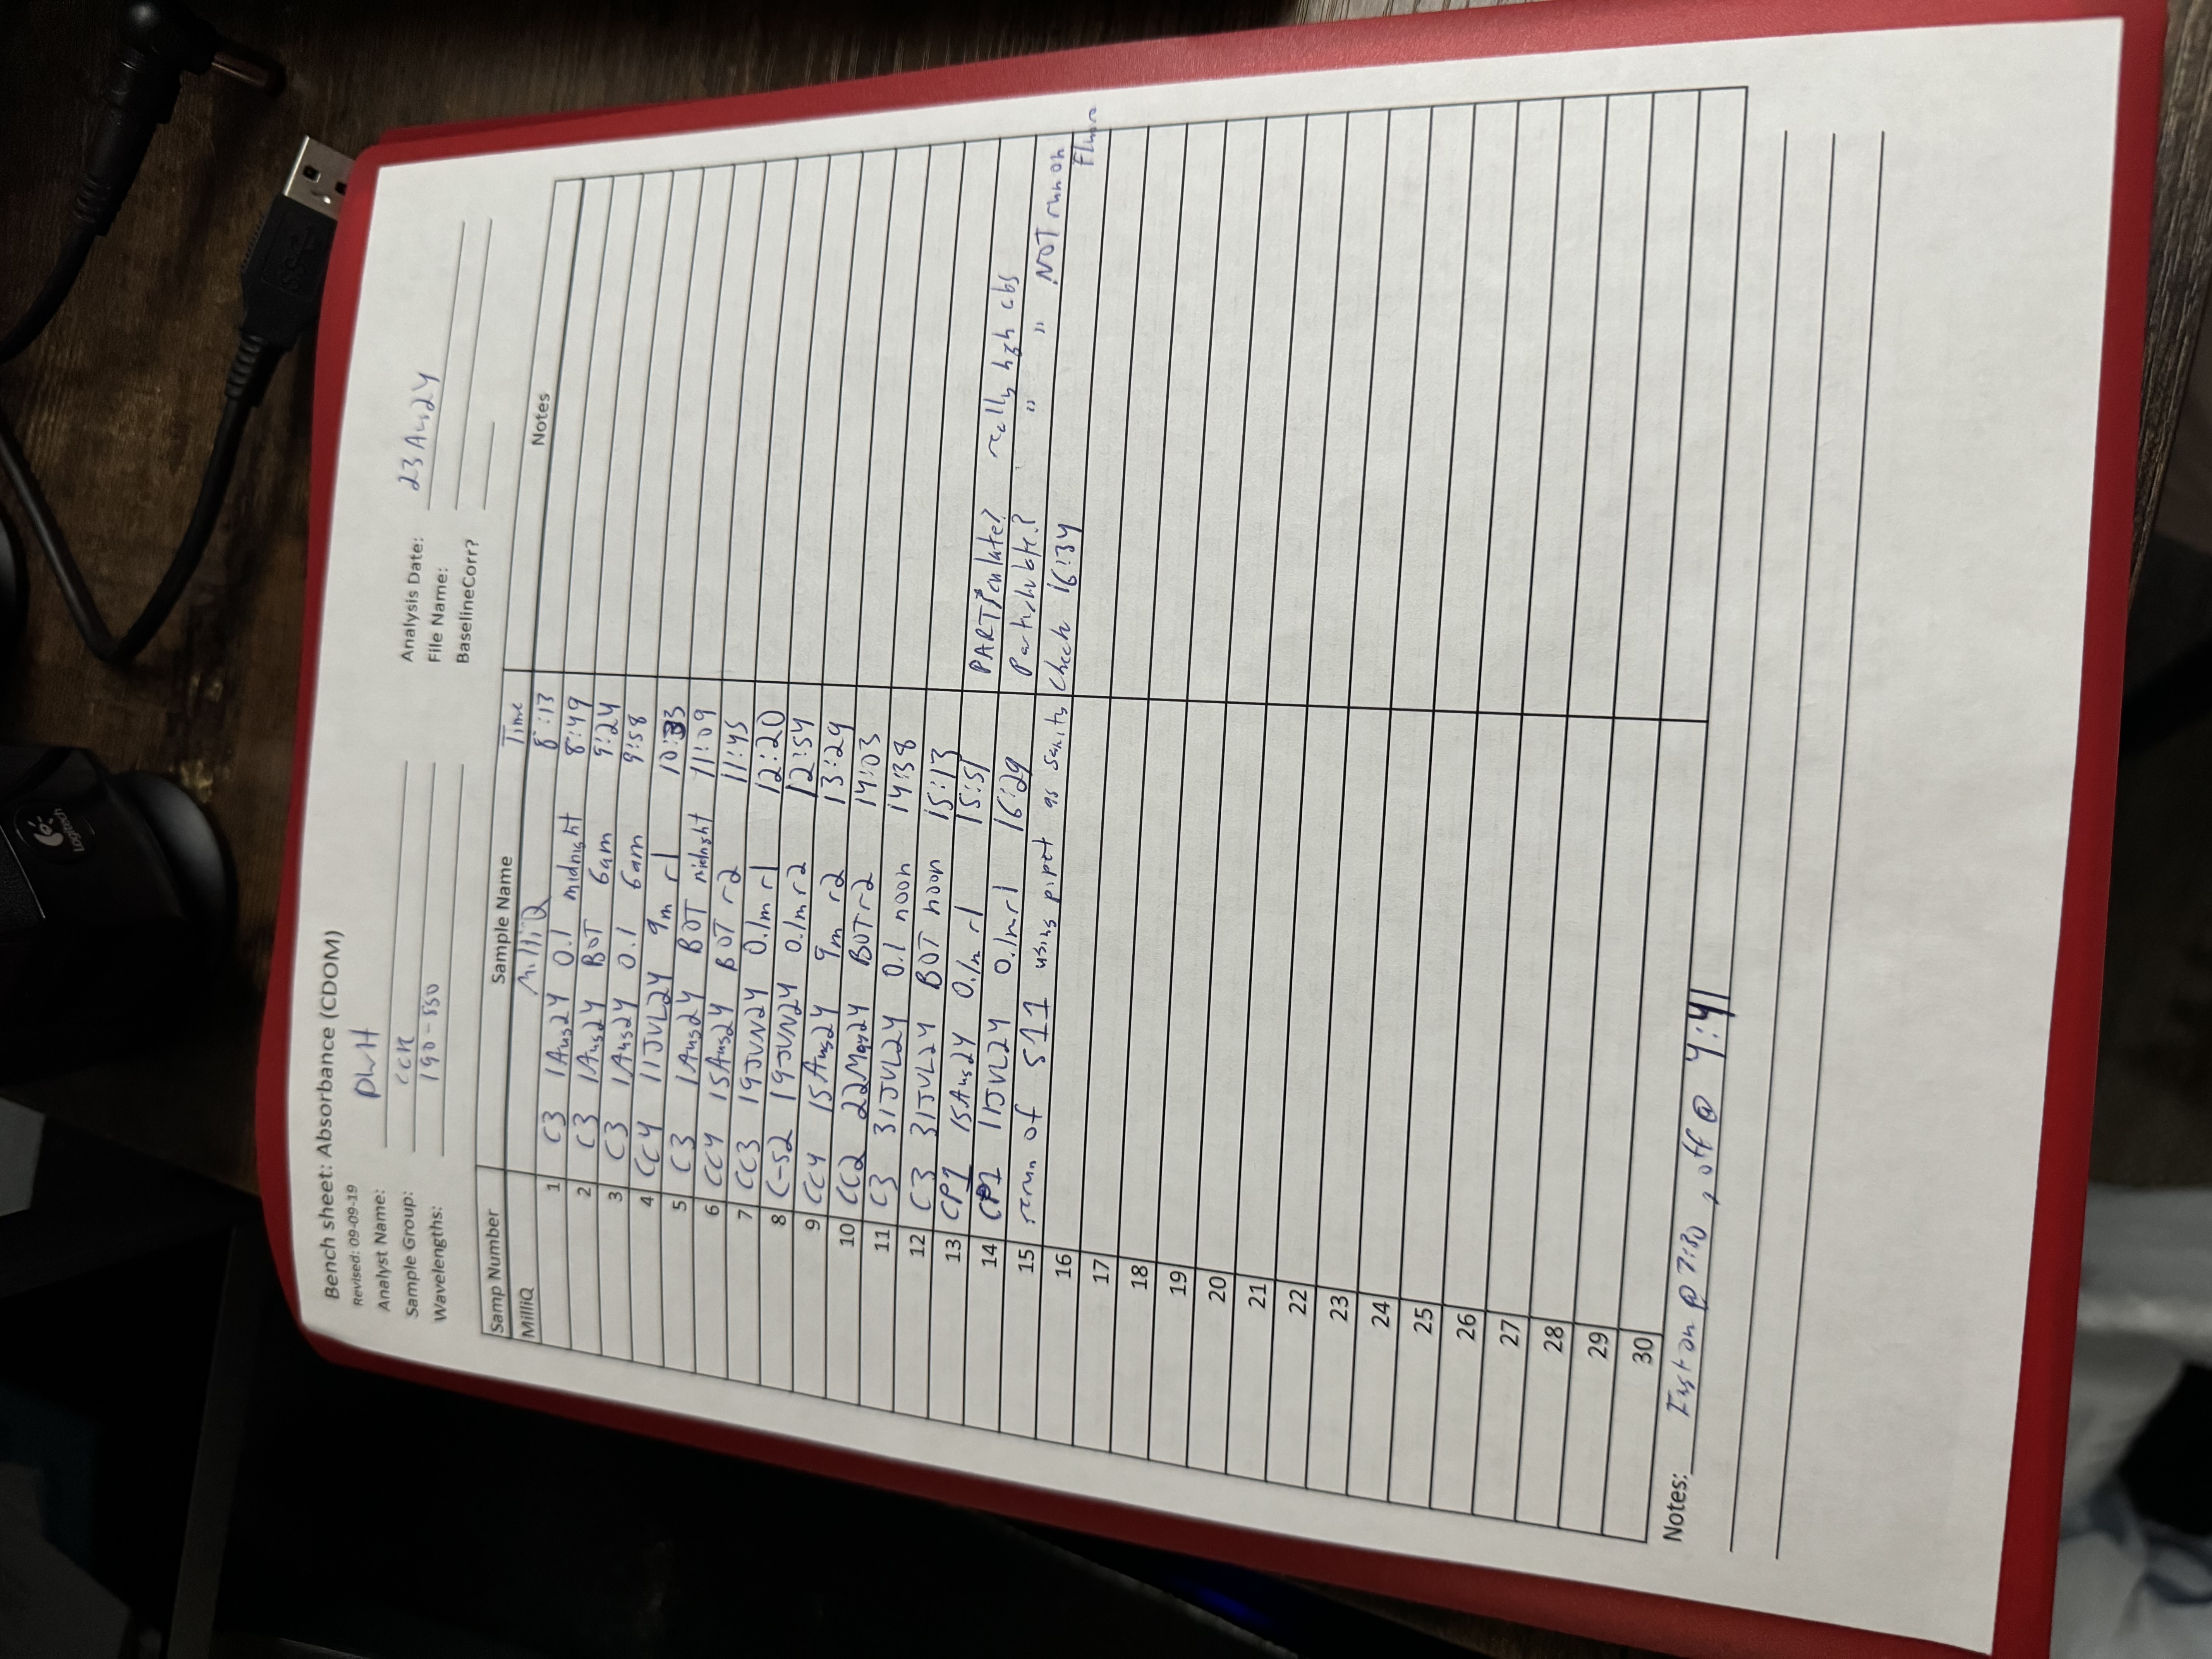 Logitech
Bench sheet: Absorbance (CDOM)
Revised: 09-09-19
Analyst Name: DWH
Sample Group: CCR
Wavelengths: 190-850
Analysis Date: 23Aug24
File Name:
BaselineCorr?
Samp Number Sample Name Time Notes
MilliQ MilliQ 8:13
1 C3 1Aug24 0.1 midnight 8:49
2 C3 1Aug24 BOT 6am 9:24
3 C3 1Aug24 0.1 6am 9:58
4 CC4 11JUL24 9m r1 10:33
5 C3 1Aug24 BOT midnght 11:09
6 CC4 15Aug24 BOT r2 11:45
7 CC3 19JUN24 0.1m r1 12:20
8 C-S2 19JUN24 0.1m r2 12:54
9 CC4 15Aug24 9m r2 13:29
10 CC2 22May24 BOT r2 14:03
11 C3 31JUL24 0.1 noon 14:38
12 C3 31JUL24 BOT noon 15:13
13 CP1 15Aug24 0.1m r1 15:51 PARTiculate? really high abs
14 CP1 11JUL24 0.1m r1 16:29 Particulate? " " NOT run on
Fluoro
15 rerun of S11 using pipet as sanity check 16:34
16
17
18
19
20
21
22
23
24
25
26
27
28
29
30
Notes: Inst on @ 7:30, off @ 4:41